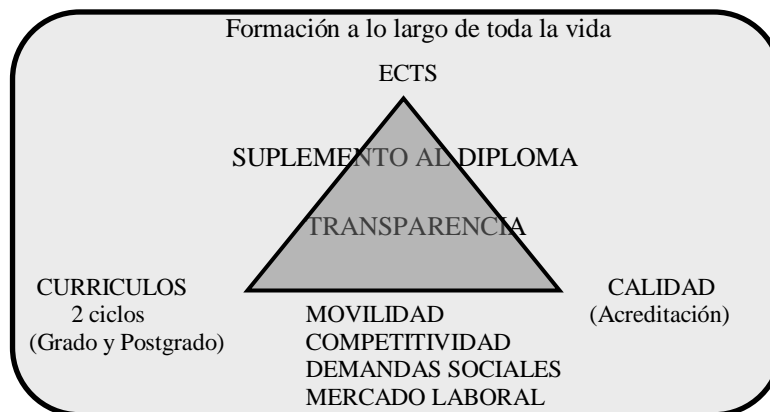 Formación a lo largo de toda la vida
ECTS
SUPLEMENTO AL DIPLOMA
TRANSPARENCIA
CURRICULOS
2 ciclos
(Grado y Postgrado)
CALIDAD
(Acreditación)
MOVILIDAD
COMPETITIVIDAD
DEMANDAS SOCIALES
MERCADO LABORAL